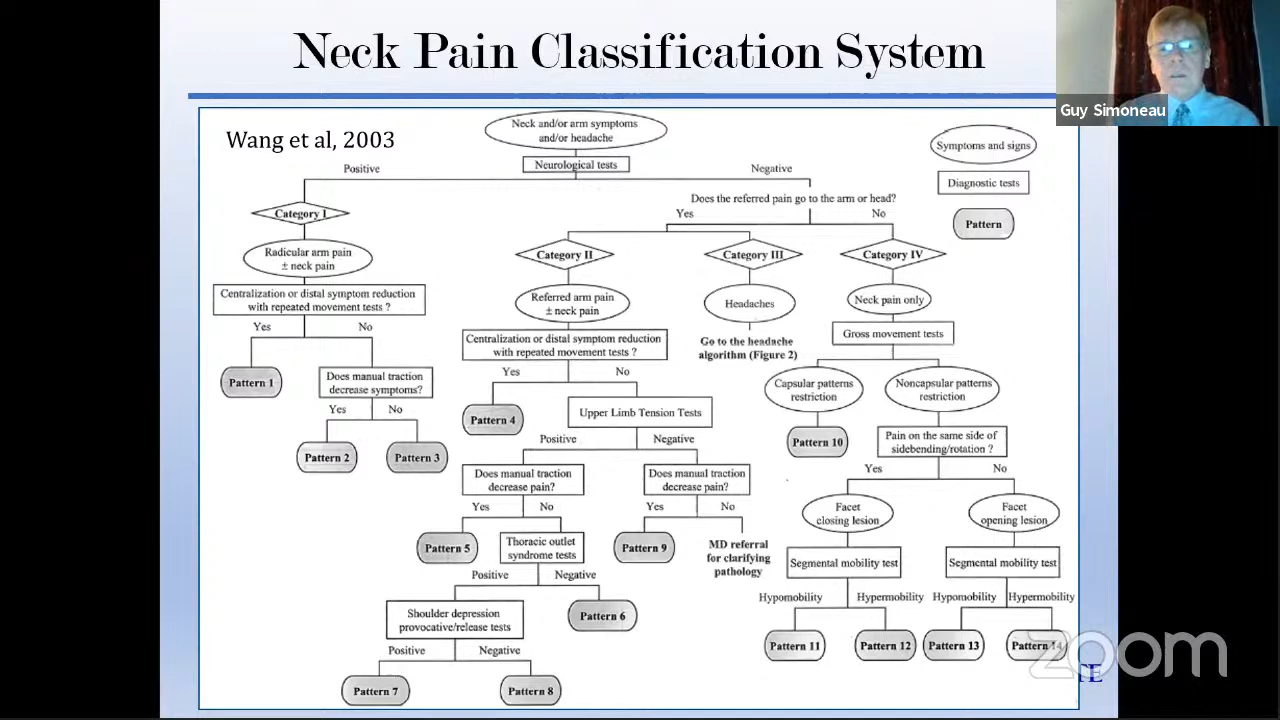 Neck Pain Classification System
Guy Simoneau
Wang et al, 2003
Neck and/or arm symptoms
and/or headache
Symptoms and signs
Neurological tests
Positive
Negative
Diagnostic tests
Does the referred pain go to the arm or head?
Yes
No
Pattern
Category I
Category II
Category III
Category IV
Radicular arm pain
± neck pain
Referred arm pain
± neck pain
Headaches
Neck pain only
Centralization or distal symptom reduction
with repeated movement tests ?
Centralization or distal symptom reduction
with repeated movement tests ?
Go to the headache
algorithm (Figure 2)
Gross movement tests
Yes
No
Yes
No
Capsular patterns
restriction
Noncapsular patterns
restriction
Pattern 1
Does manual traction
decrease symptoms?
Pattern 4
Upper Limb Tension Tests
Pattern 10
Pain on the same side of
sidebending/rotation ?
Yes
No
Positive
Negative
Yes
No
Pattern 2
Pattern 3
Does manual traction
decrease pain?
Does manual traction
decrease pain?
Facet
closing lesion
Facet
opening lesion
Yes
No
Yes
No
Pattern 5
Thoracic outlet
syndrome tests
Pattern 9
MD referral
for clarifying
pathology
Segmental mobility test
Segmental mobility test
Positive
Negative
Hypomobility
Hypermobility
Hypomobility
Hypermobility
Shoulder depression
provocative/release tests
Pattern 6
Pattern 11
Pattern 12
Pattern 13
Pattern 14
Positive
Negative
Pattern 7
Pattern 8
zoom